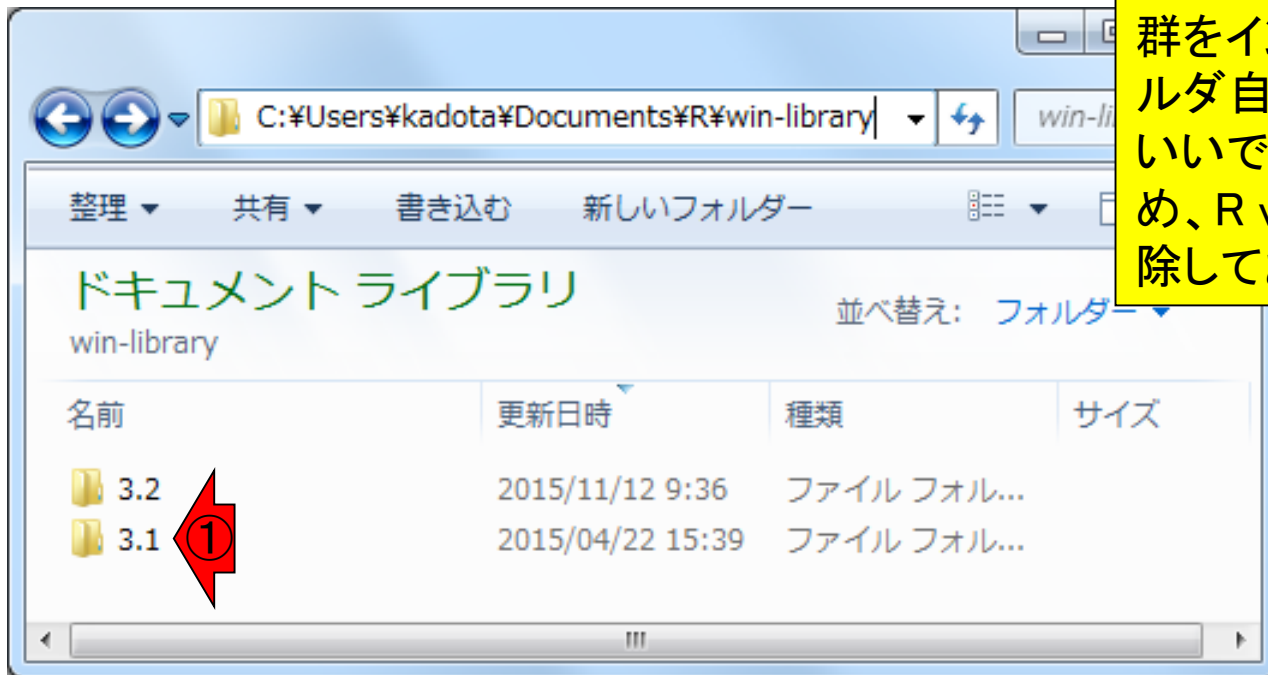 C:¥Users¥kadota¥Documents¥R¥win-library
win-li
整理 共有 書き込む 新しいフォルダー
ドキュメント ライブラリ
win-library
並べ替え: フォルダー
名前 更新日時 種類 サイズ
3.2 2015/11/12 9:36 ファイル フォル...
3.1 2015/04/22 15:39 ファイル フォル...
①
群をイ
ルダ自
いいで
め、R
除して